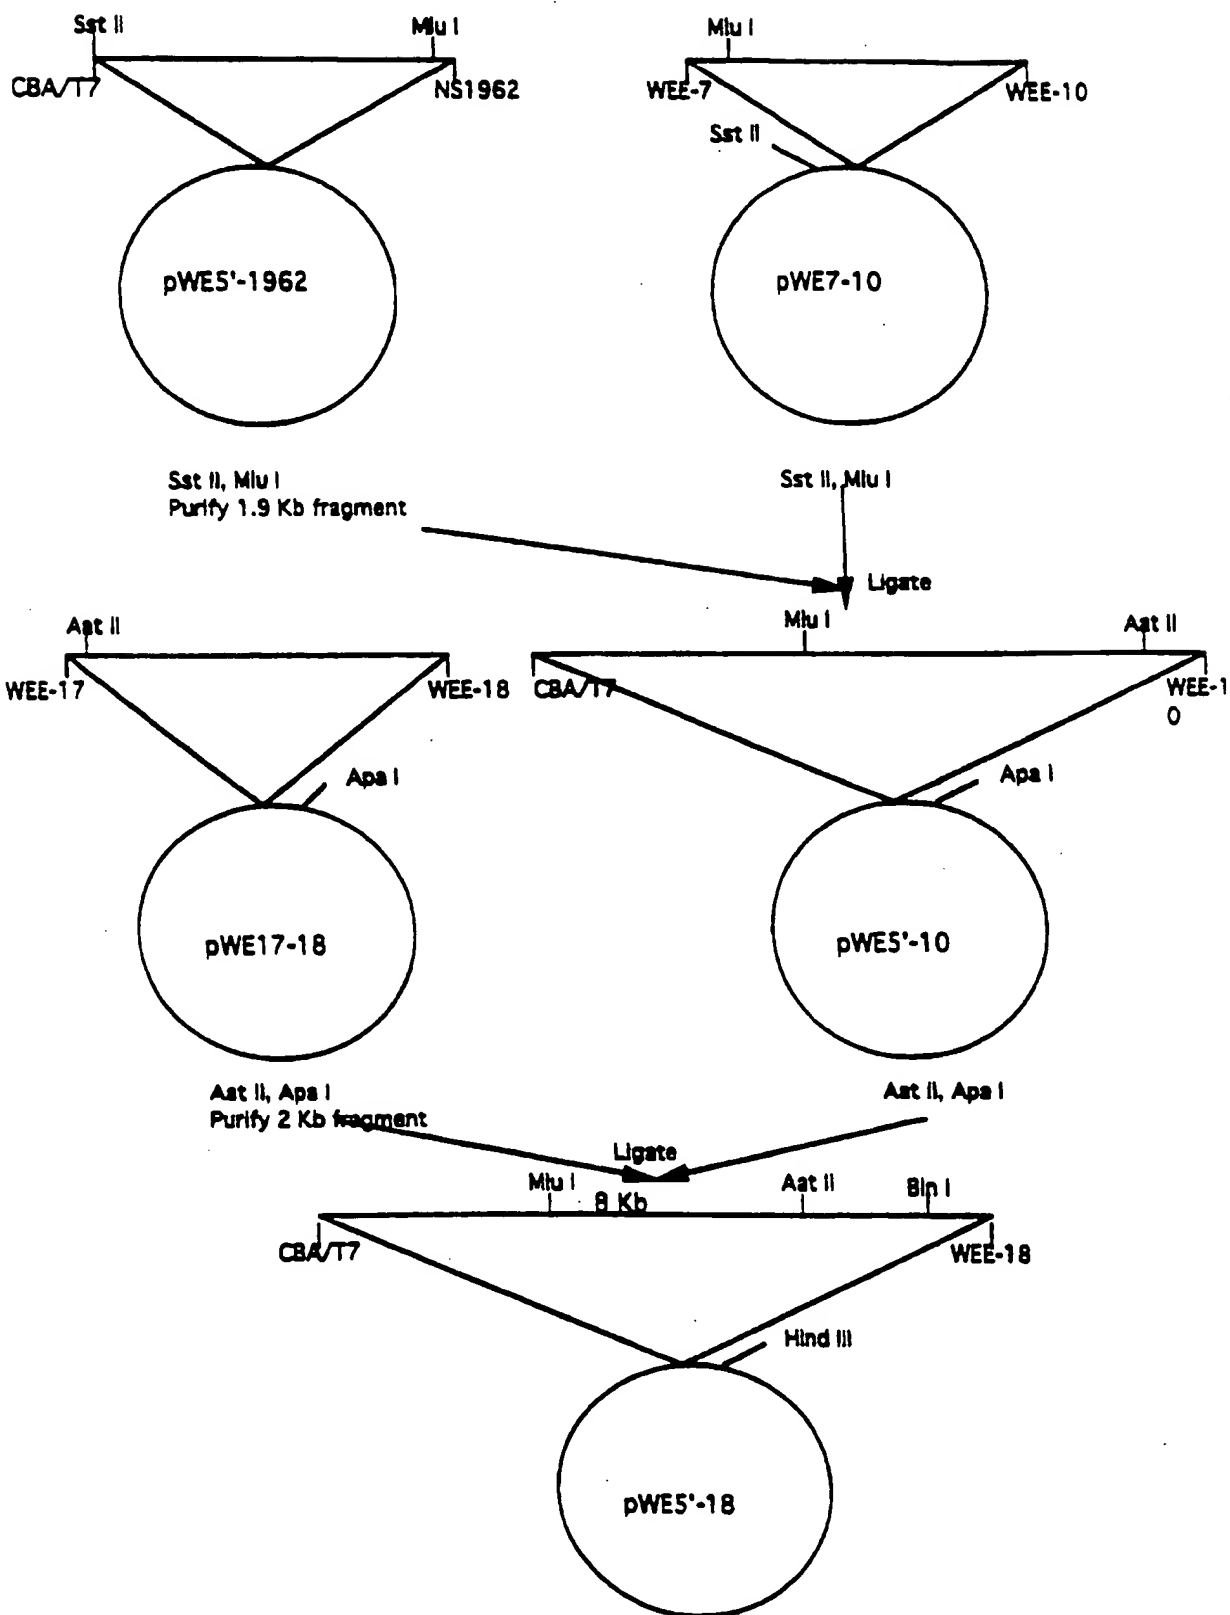 Sst II
Mlu I
CBA/T7
NS1962
Mlu I
WEE-7
WEE-10
Sst II
pWE5'-1962
pWE7-10
Sst II, Mlu I
Purify 1.9 Kb fragment
Sst II, Mlu I
Ligate
Aat II
WEE-17
WEE-18
Mlu I
Aat II
CBA/T7
WEE-1
0
Apa I
Apa I
pWE17-18
pWE5'-10
Aat II, Apa I
Purify 2 Kb fragment
Aat II, Apa I
Ligate
Mlu I
8 Kb
Aat II
Bln I
CBA/T7
WEE-18
Hind III
pWE5'-18